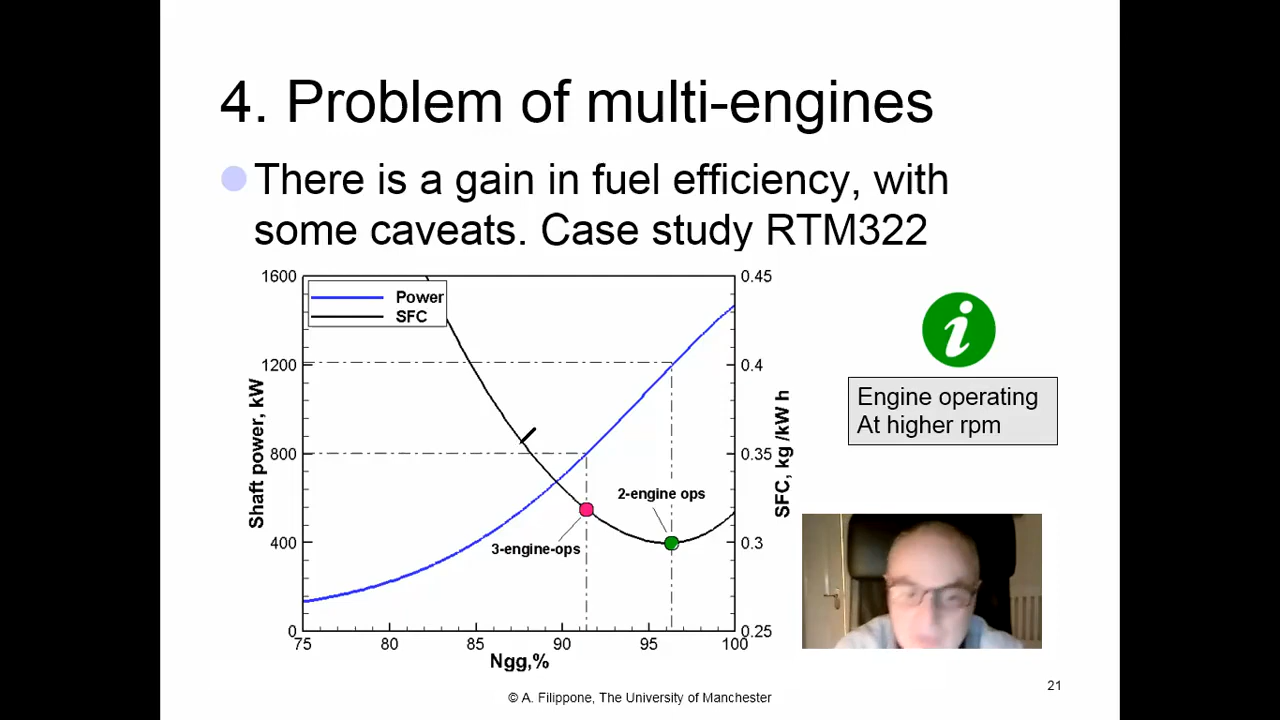 4. Problem of multi-engines
There is a gain in fuel efficiency, with
some caveats. Case study RTM322
1600
1200
800
400
0
Shaft power, kW
Power
SFC
3-engine-ops
2-engine ops
0.45
0.4
0.35
0.3
0.25
SFC, kg /kW h
75
80
85
90
95
100
Ngg,%
i
Engine operating
At higher rpm
© A. Filippone, The University of Manchester
21